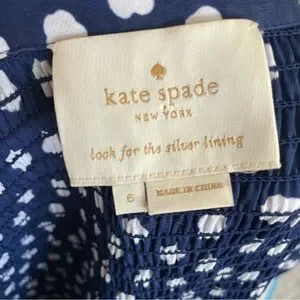 kate spade
NEW YORK
look for the silver lining
6
MADE IN CHINA